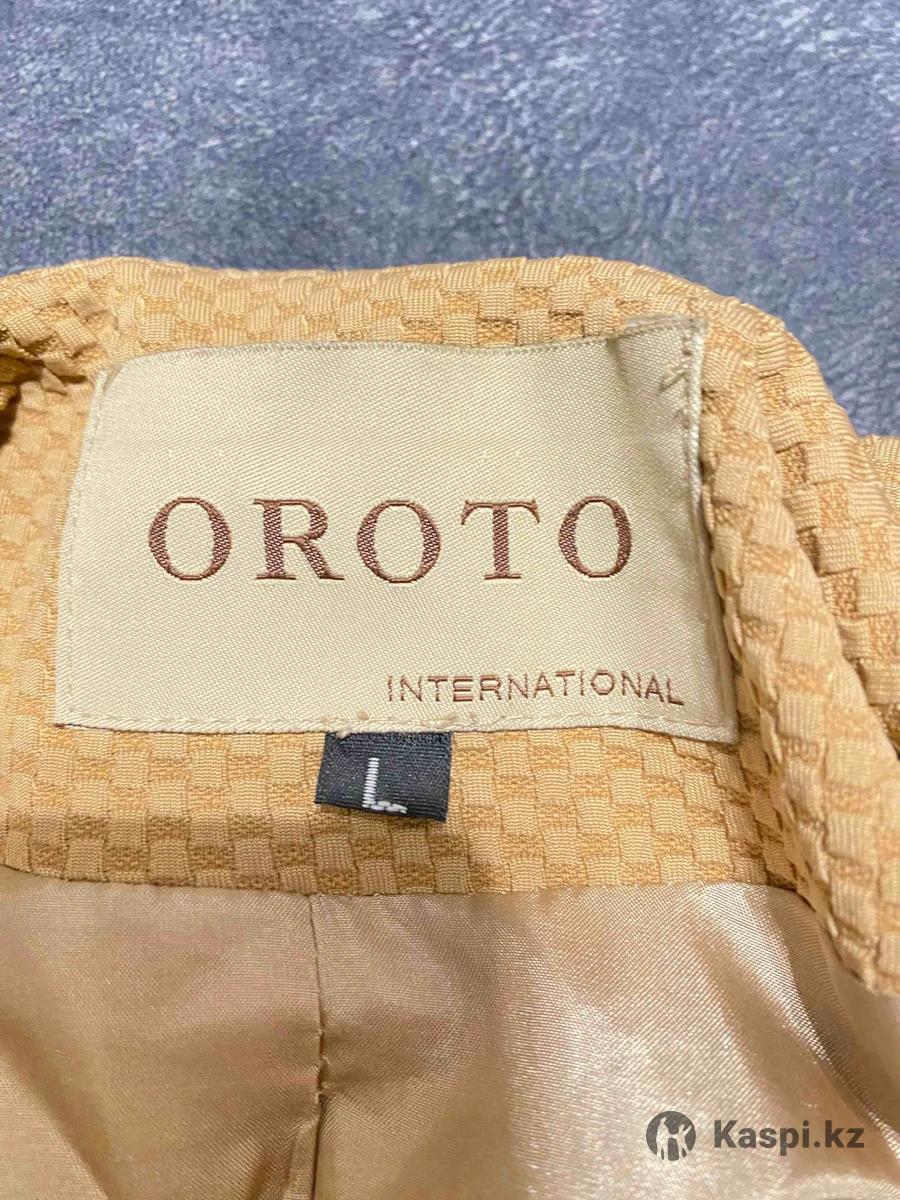 OROTO
INTERNATIONAL
L
Kaspi.kz